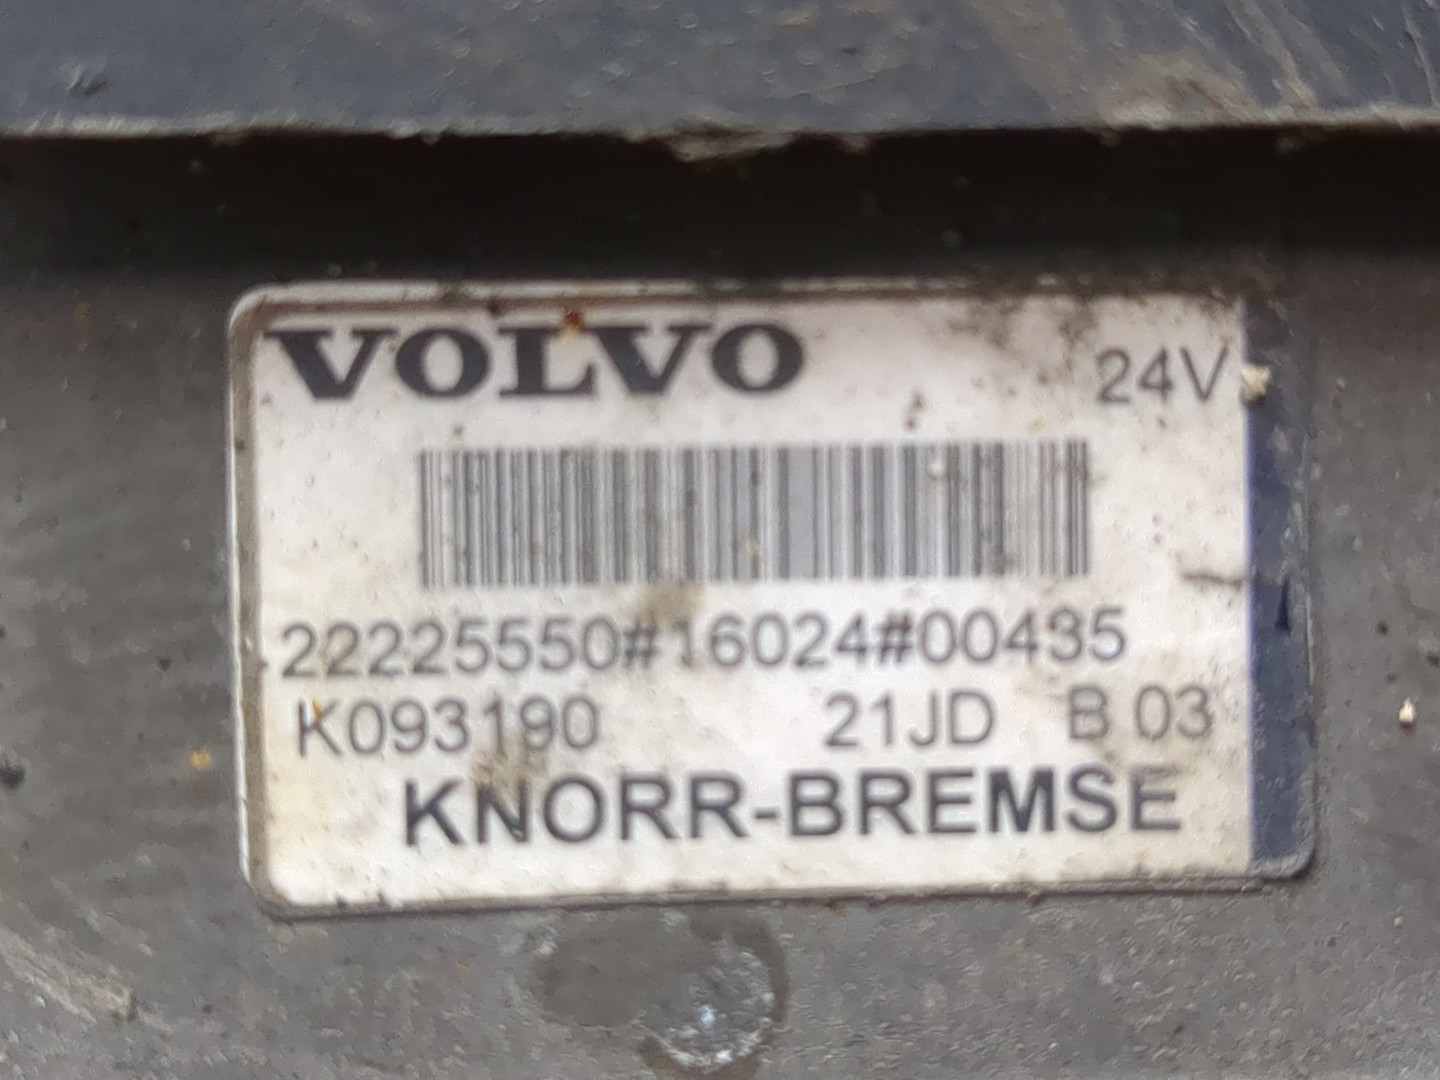 VOLVO 24V
22225550#16024#00435
K093190 21JD B 03
KNORR-BREMSE